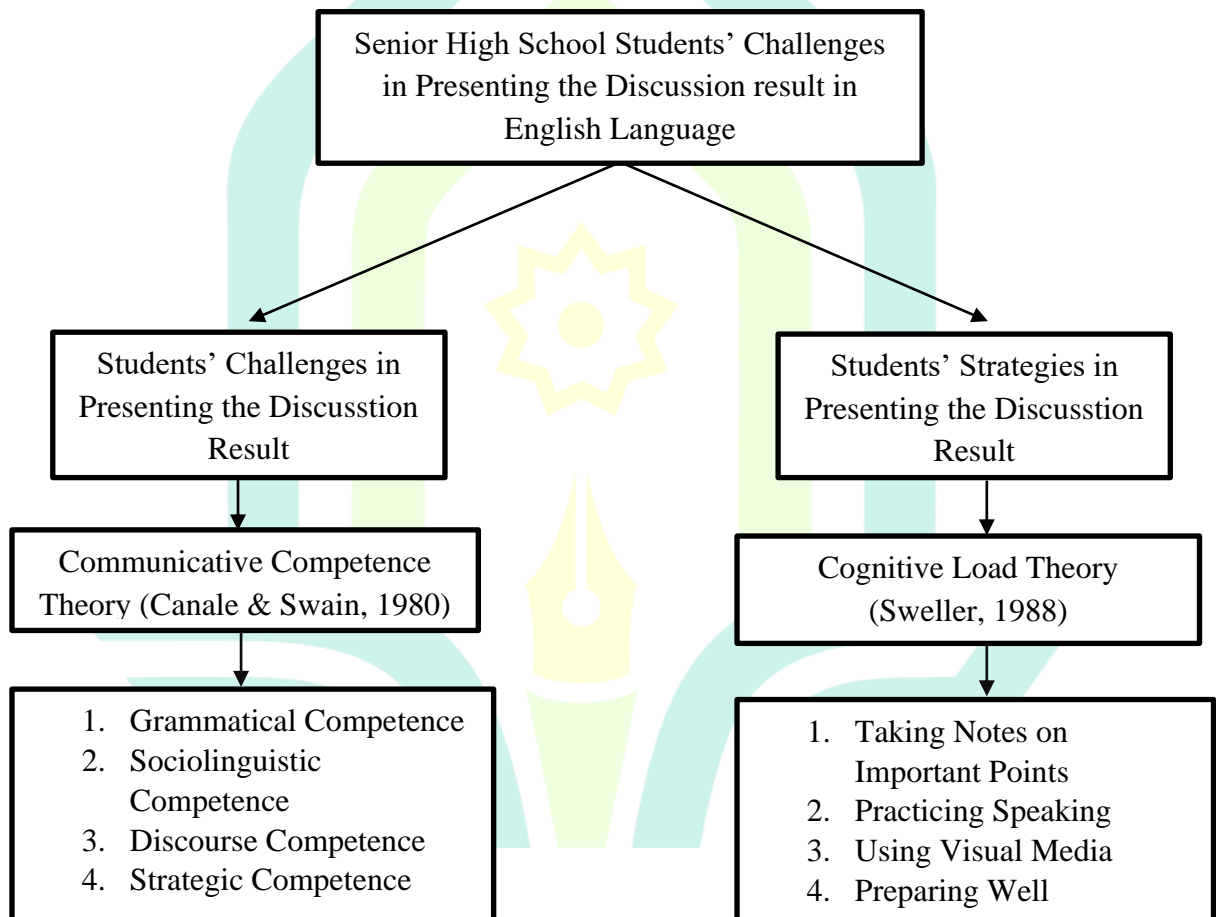 Senior High School Students’ Challenges
in Presenting the Discussion result in
English Language
Students’ Challenges in
Presenting the Discusstion
Result
Students’ Strategies in
Presenting the Discusstion
Result
Communicative Competence
Theory (Canale & Swain, 1980)
Cognitive Load Theory
(Sweller, 1988)
1. Grammatical Competence
2. Sociolinguistic
Competence
3. Discourse Competence
4. Strategic Competence
1. Taking Notes on
Important Points
2. Practicing Speaking
3. Using Visual Media
4. Preparing Well